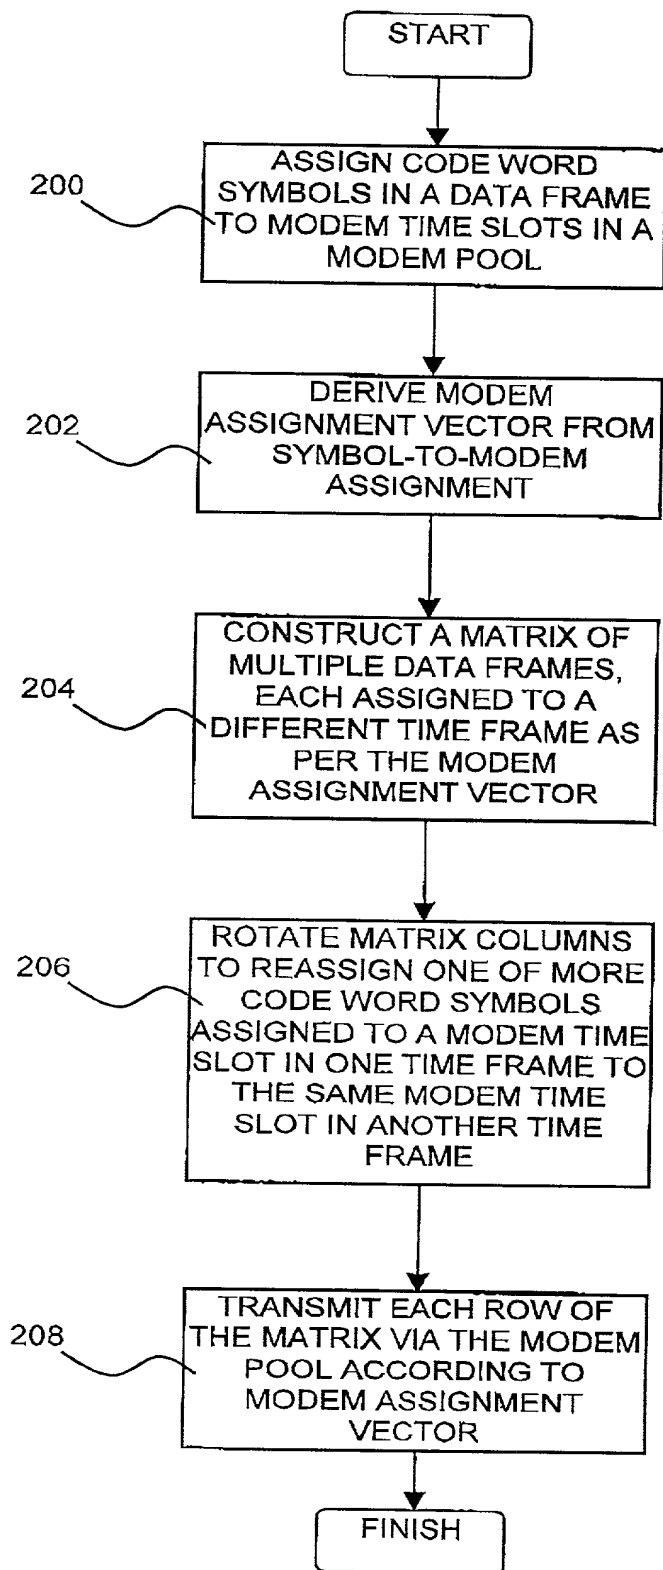 START
200
ASSIGN CODE WORD
SYMBOLS IN A DATA FRAME
TO MODEM TIME SLOTS IN A
MODEM POOL
202
DERIVE MODEM
ASSIGNMENT VECTOR FROM
SYMBOL-TO-MODEM
ASSIGNMENT
204
CONSTRUCT A MATRIX OF
MULTIPLE DATA FRAMES,
EACH ASSIGNED TO A
DIFFERENT TIME FRAME AS
PER THE MODEM
ASSIGNMENT VECTOR
206
ROTATE MATRIX COLUMNS
TO REASSIGN ONE OF MORE
CODE WORD SYMBOLS
ASSIGNED TO A MODEM TIME
SLOT IN ONE TIME FRAME TO
THE SAME MODEM TIME
SLOT IN ANOTHER TIME
FRAME
208
TRANSMIT EACH ROW OF
THE MATRIX VIA THE MODEM
POOL ACCORDING TO
MODEM ASSIGNMENT
VECTOR
FINISH